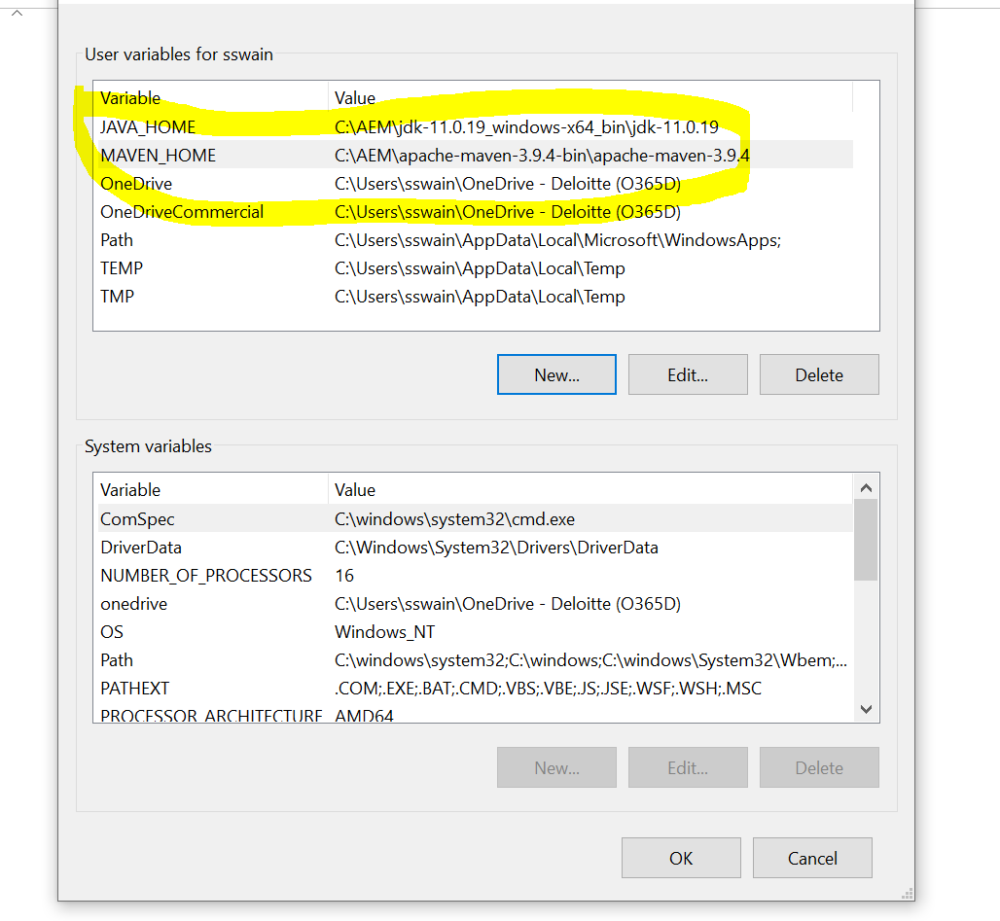 User variables for sswain
Variable Value
JAVA_HOME C:\AEM\jdk-11.0.19_windows-x64_bin\jdk-11.0.19
MAVEN_HOME C:\AEM\apache-maven-3.9.4-bin\apache-maven-3.9.4
OneDrive C:\Users\sswain\OneDrive - Deloitte (O365D)
OneDriveCommercial C:\Users\sswain\OneDrive - Deloitte (O365D)
Path C:\Users\sswain\AppData\Local\Microsoft\WindowsApps;
TEMP C:\Users\sswain\AppData\Local\Temp
TMP C:\Users\sswain\AppData\Local\Temp
New... Edit... Delete
System variables
Variable Value
ComSpec C:\windows\system32\cmd.exe
DriverData C:\Windows\System32\Drivers\DriverData
NUMBER_OF_PROCESSORS 16
onedrive C:\Users\sswain\OneDrive - Deloitte (O365D)
OS Windows_NT
Path C:\windows\system32;C:\windows;C:\windows\System32\Wbem;...
PATHEXT .COM;.EXE;.BAT;.CMD;.VBS;.VBE;.JS;.JSE;.WSF;.WSH;.MSC
PROCESSOR_ARCHITECTURE AMD64
New... Edit... Delete
OK Cancel